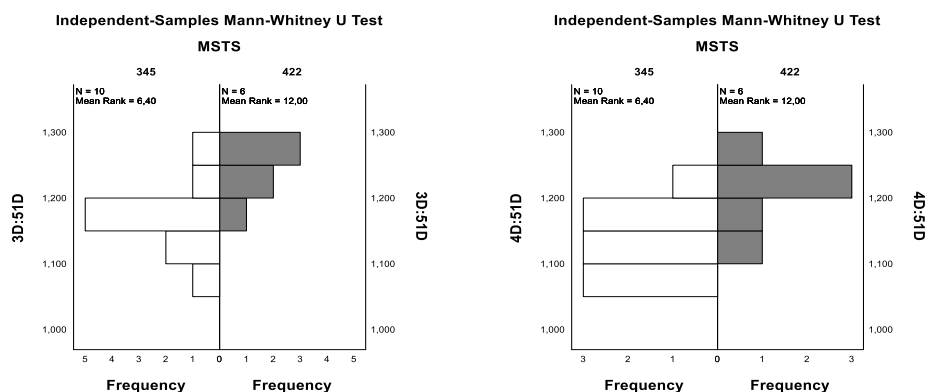 Independent-Samples Mann-Whitney U Test
MSTS
345 422
N = 10 N = 6
Mean Rank = 6,40 Mean Rank = 12,00
1,300 1,300
1,200 1,200
1,100 1,100
1,000 1,000
3D:51D 3D:51D
5 4 3 2 1 0 1 2 3 4 5
Frequency Frequency
Independent-Samples Mann-Whitney U Test
MSTS
345 422
N = 10 N = 6
Mean Rank = 6,40 Mean Rank = 12,00
1,300 1,300
1,200 1,200
1,100 1,100
1,000 1,000
4D:51D 4D:51D
3 2 1 0 1 2 3
Frequency Frequency